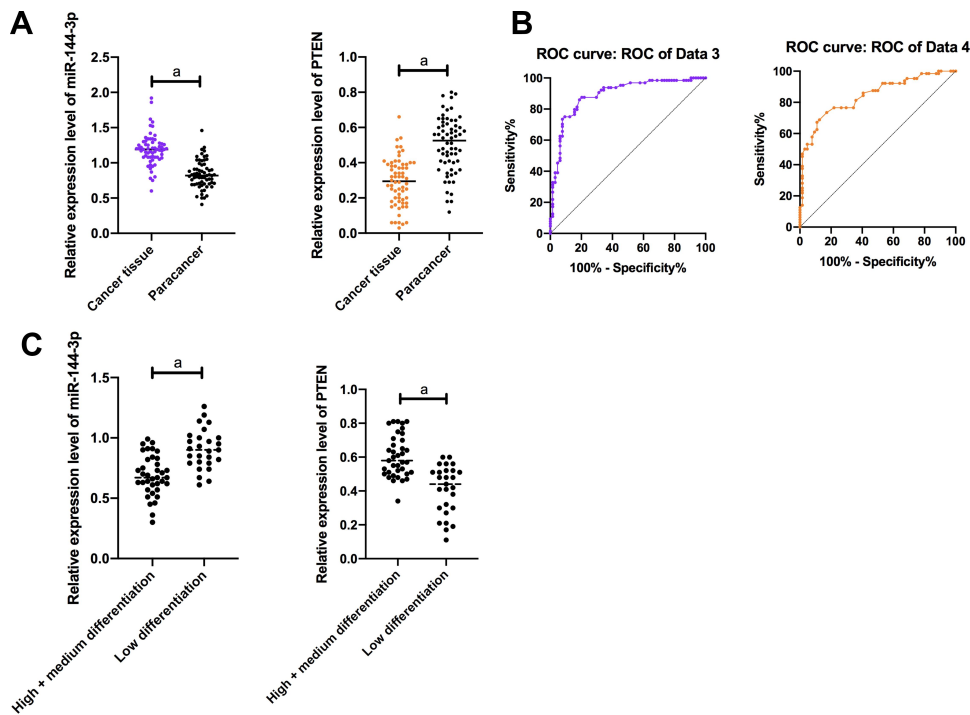 A
Relative expression level of miR-144-3p
2.5
2.0
1.5
1.0
0.5
0.0
a
Cancer tissue
Paracancer
Relative expression level of PTEN
1.0
0.8
0.6
0.4
0.2
0.0
a
Cancer tissue
Paracancer
B
ROC curve: ROC of Data 3
Sensitivity%
100
80
60
40
20
0
0 20 40 60 80 100
100% - Specificity%
ROC curve: ROC of Data 4
Sensitivity%
100
80
60
40
20
0
0 20 40 60 80 100
100% - Specificity%
C
Relative expression level of miR-144-3p
1.5
1.0
0.5
0.0
a
High + medium differentiation
Low differentiation
Relative expression level of PTEN
1.0
0.8
0.6
0.4
0.2
0.0
a
High + medium differentiation
Low differentiation